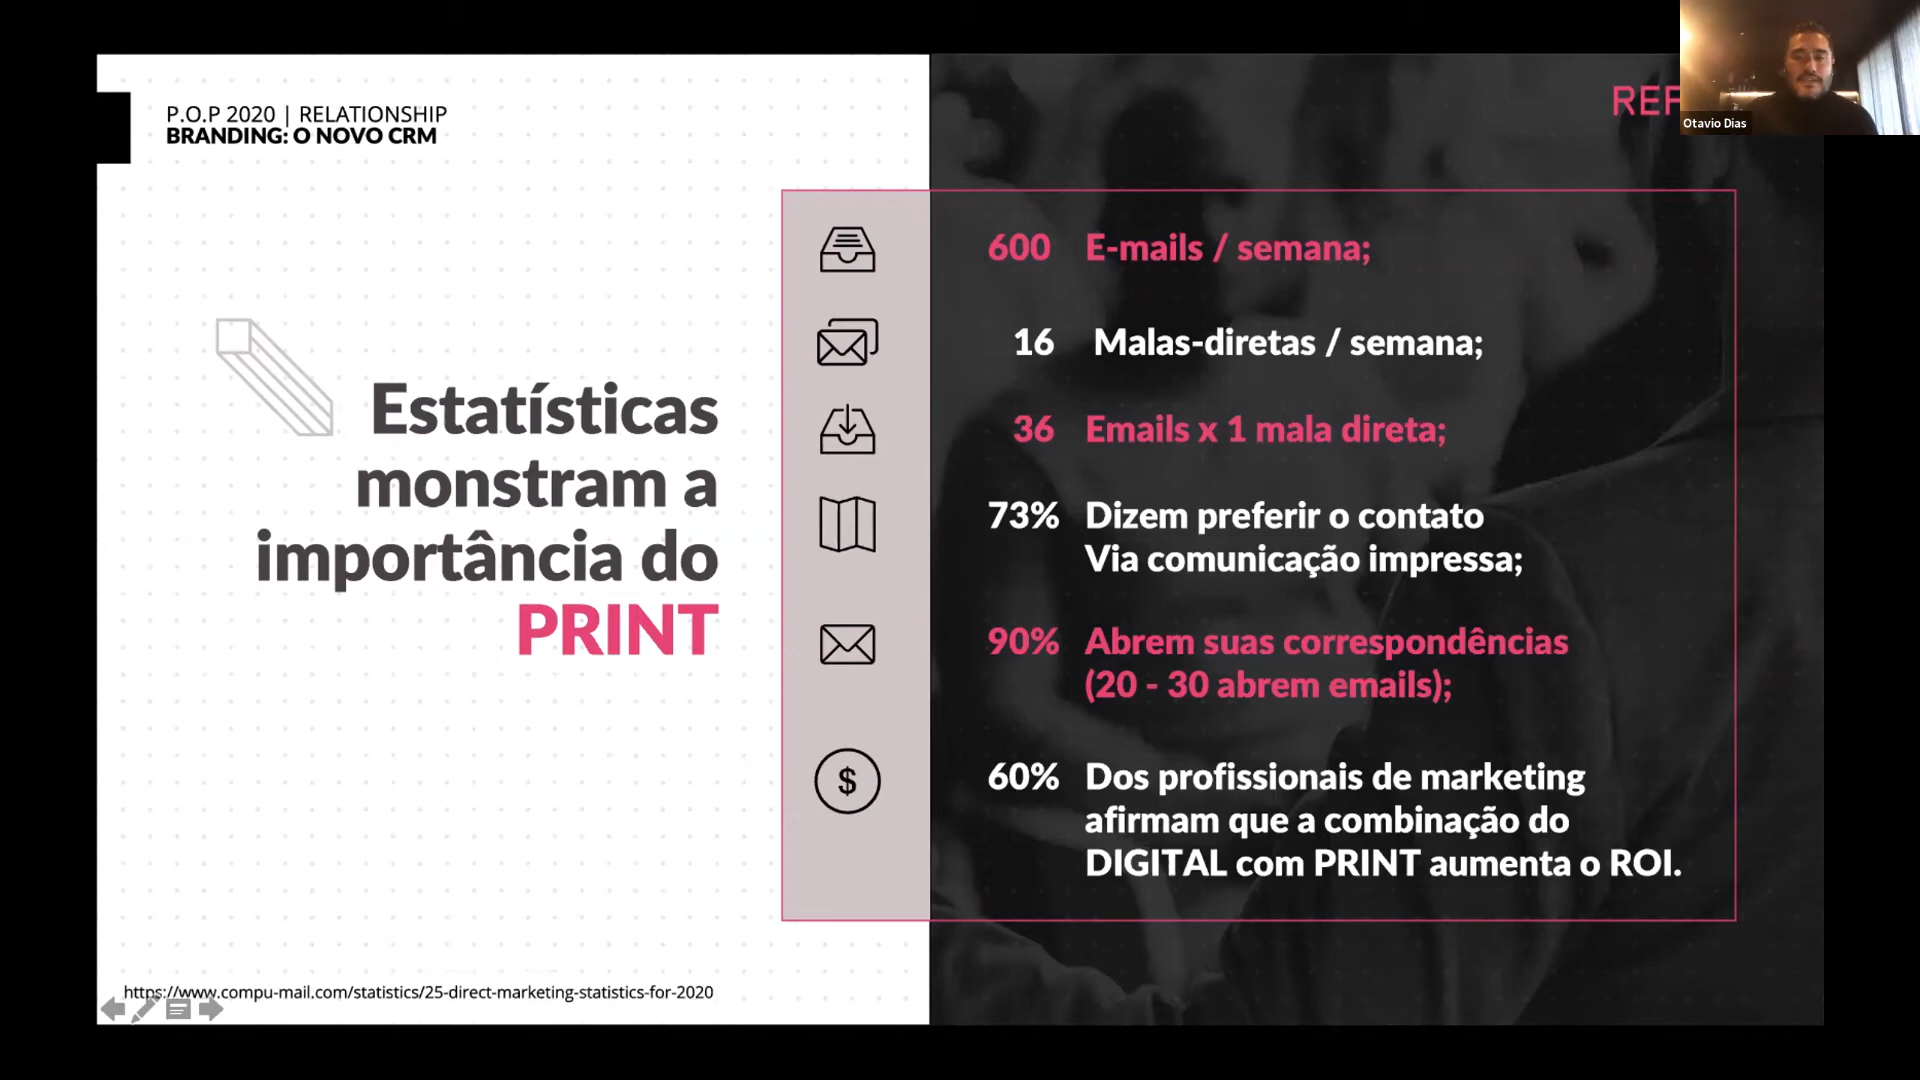 P.O.P 2020 | RELATIONSHIP
BRANDING: O NOVO CRM
Estatísticas
monstram a
importância do
PRINT
https://www.compu-mail.com/statistics/25-direct-marketing-statistics-for-2020
Otavio Dias
600 E-mails / semana;
16 Malas-diretas / semana;
36 Emails x 1 mala direta;
73% Dizem preferir o contato
Via comunicação impressa;
90% Abrem suas correspondências
(20 - 30 abrem emails);
$
60% Dos profissionais de marketing
afirmam que a combinação do
DIGITAL com PRINT aumenta o ROI.